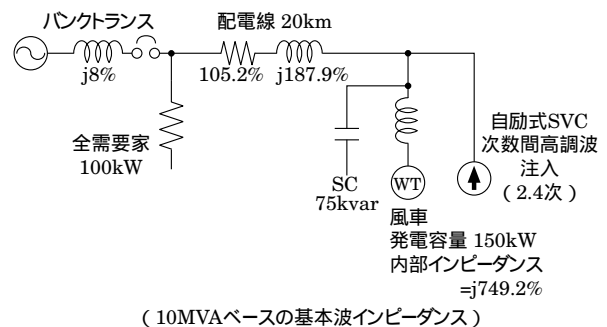 バンクトランス
配電線 20km
j8%
105.2%
j187.9%
全需要家
100kW
自励式SVC
次数間高調波
注入
（2.4次）
SC
75kvar
WT
風車
発電容量 150kW
内部インピーダンス
=j749.2%
（10MVAベースの基本波インピーダンス）